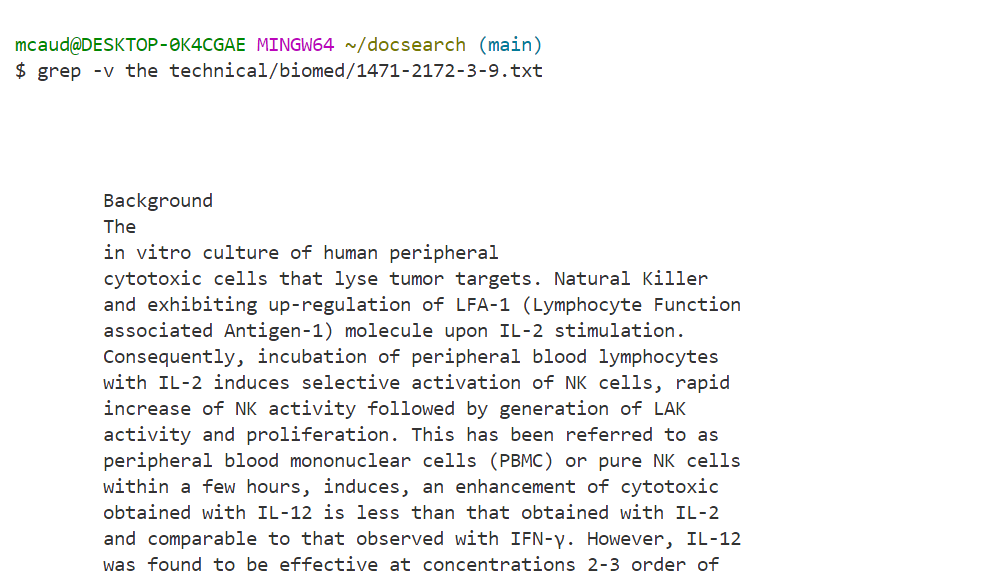 mcaud@DESKTOP-0K4CGAE MINGW64 ~/docsearch (main)
$ grep -v the technical/biomed/1471-2172-3-9.txt
Background
The
in vitro culture of human peripheral
cytotoxic cells that lyse tumor targets. Natural Killer
and exhibiting up-regulation of LFA-1 (Lymphocyte Function
associated Antigen-1) molecule upon IL-2 stimulation.
Consequently, incubation of peripheral blood lymphocytes
with IL-2 induces selective activation of NK cells, rapid
increase of NK activity followed by generation of LAK
activity and proliferation. This has been referred to as
peripheral blood mononuclear cells (PBMC) or pure NK cells
within a few hours, induces, an enhancement of cytotoxic
obtained with IL-12 is less than that obtained with IL-2
and comparable to that observed with IFN-γ. However, IL-12
was found to be effective at concentrations 2-3 order of